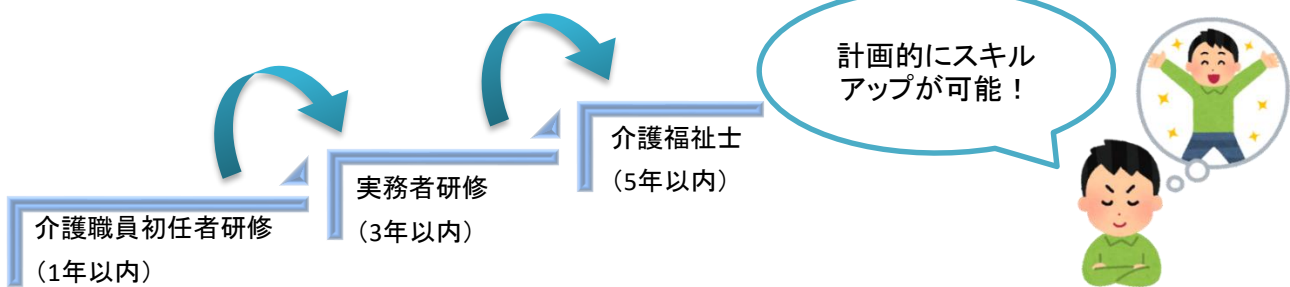 計画的にスキル
アップが可能！
介護福祉士
（5年以内）
実務者研修
（3年以内）
介護職員初任者研修
（1年以内）